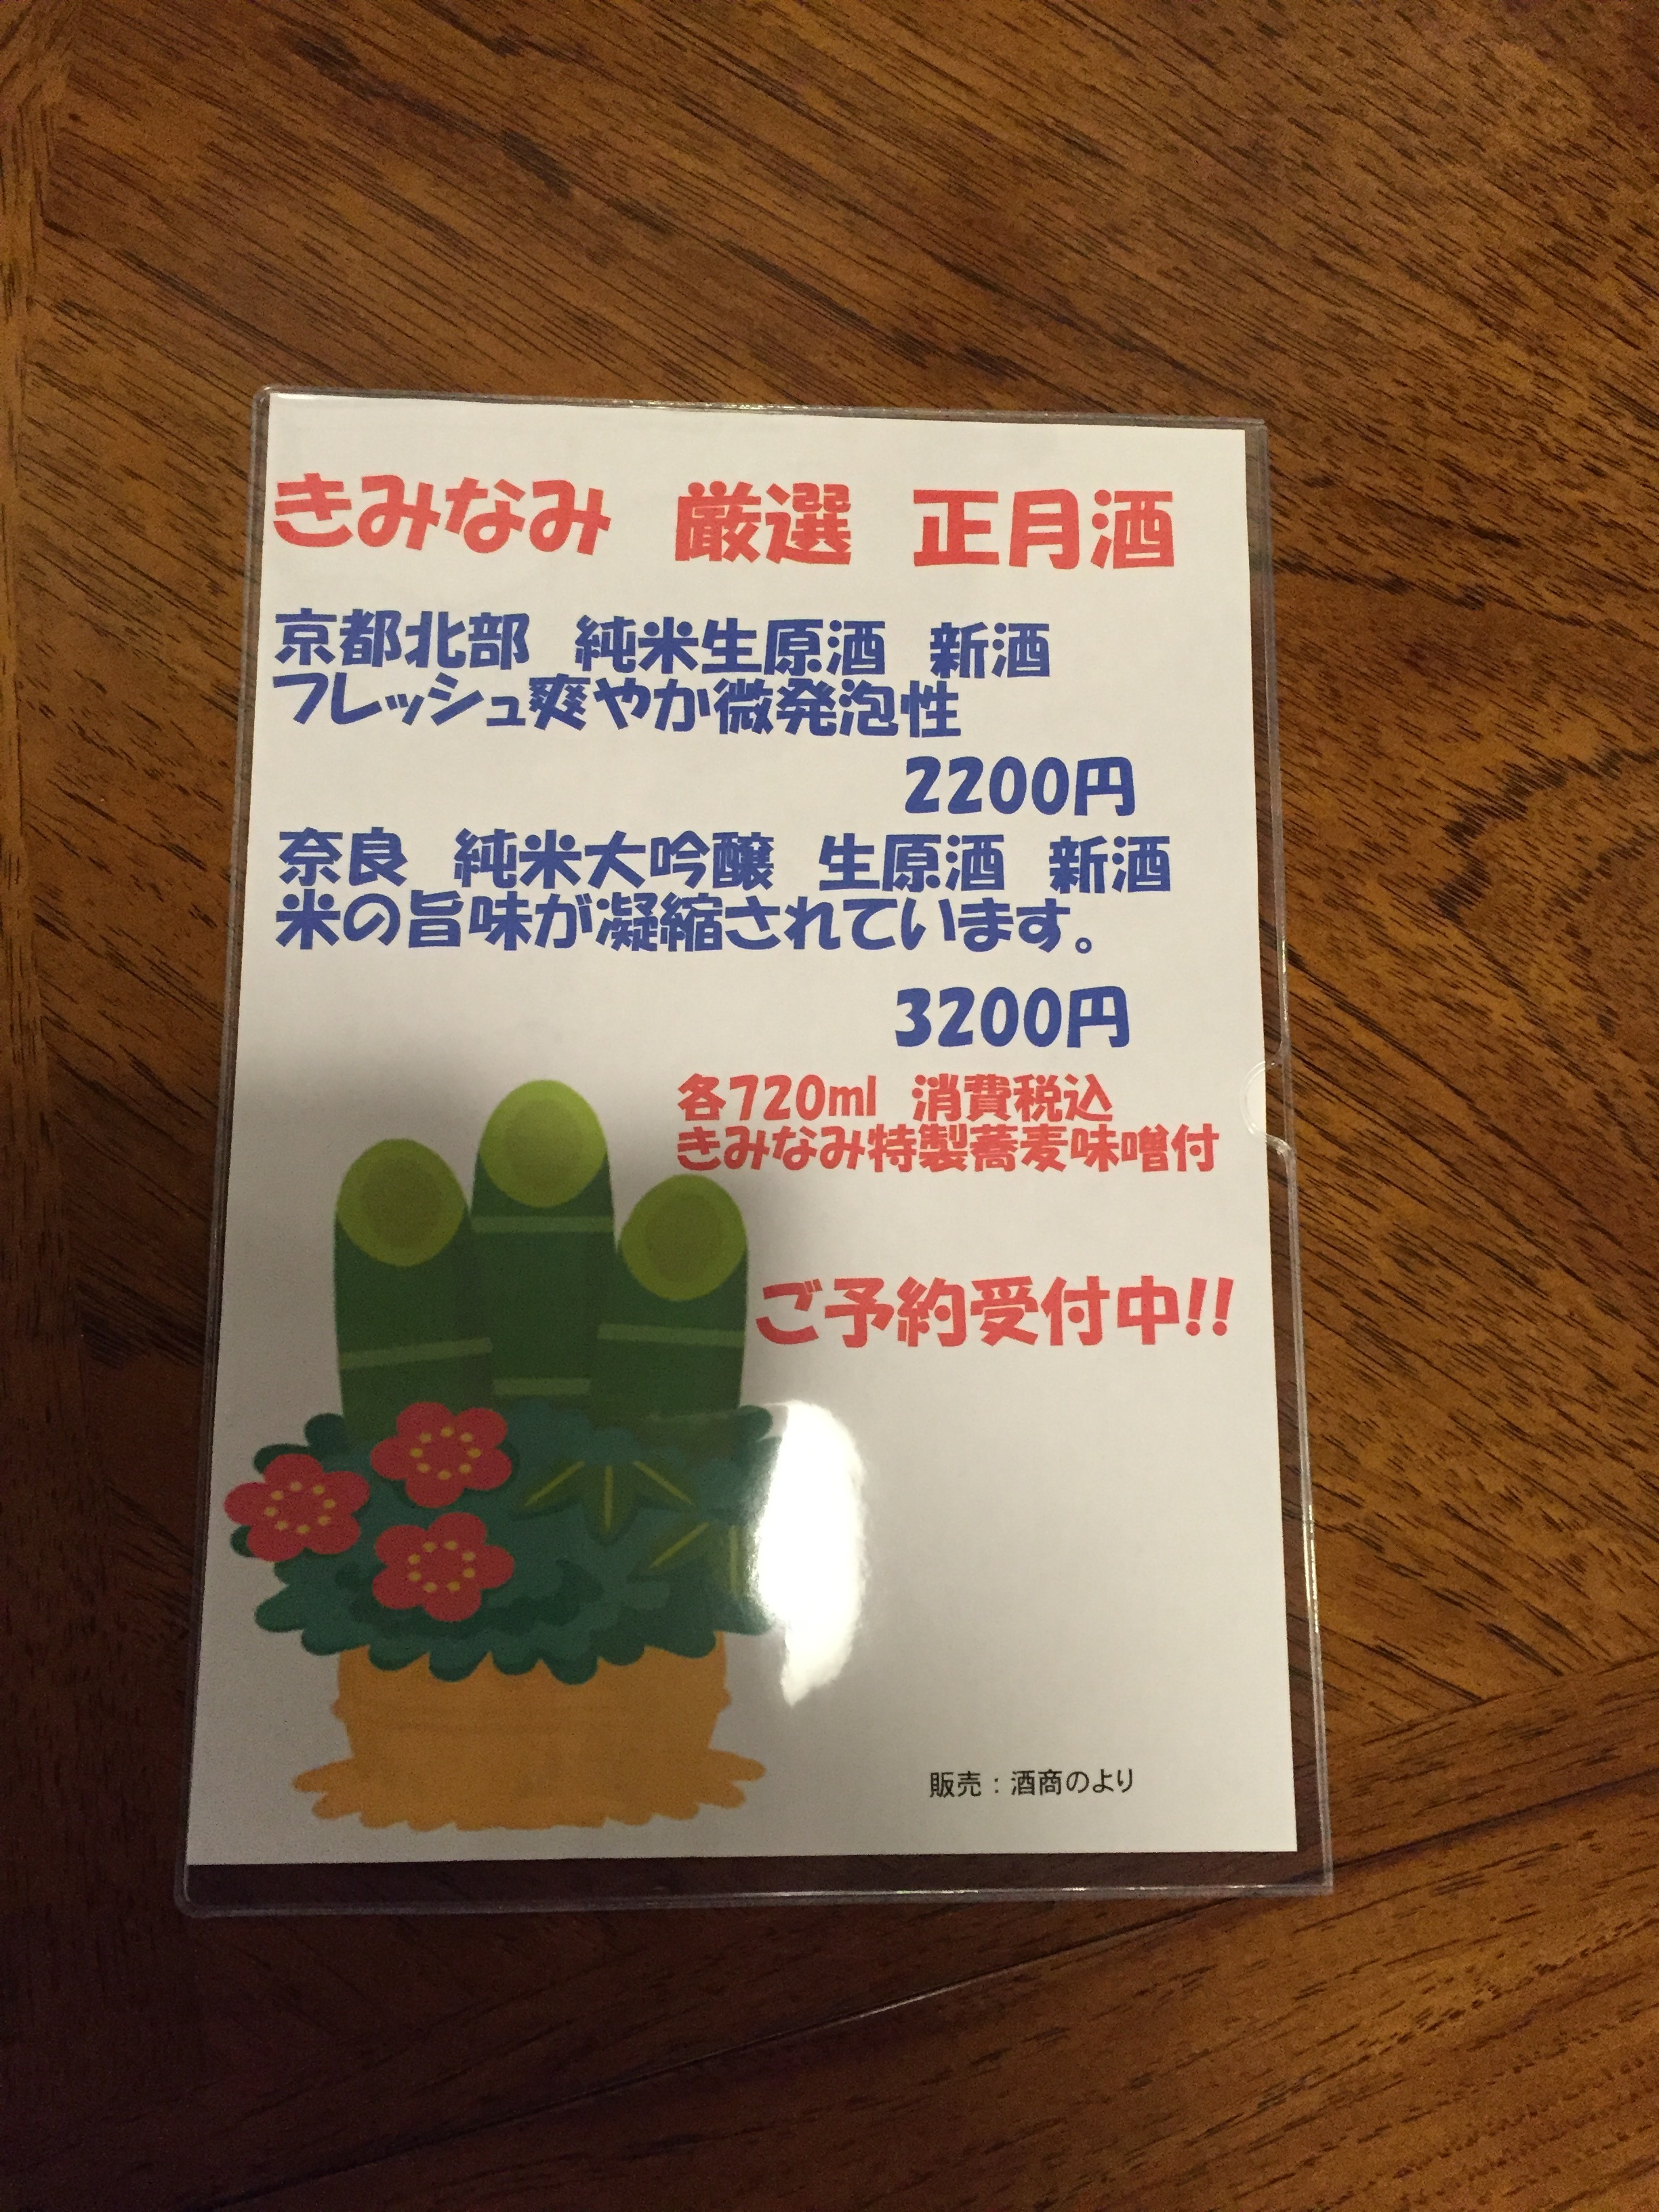 きみなみ 厳選 正月酒
京都北部 純米生原酒 新酒
フレッシュ爽やか微発泡性
2200円
奈良 純米大吟醸 生原酒 新酒
米の旨味が凝縮されています。
3200円
各720ml 消費税込
きみなみ特製蕎麦味噌付
ご予約受付中!!
販売：酒商のより